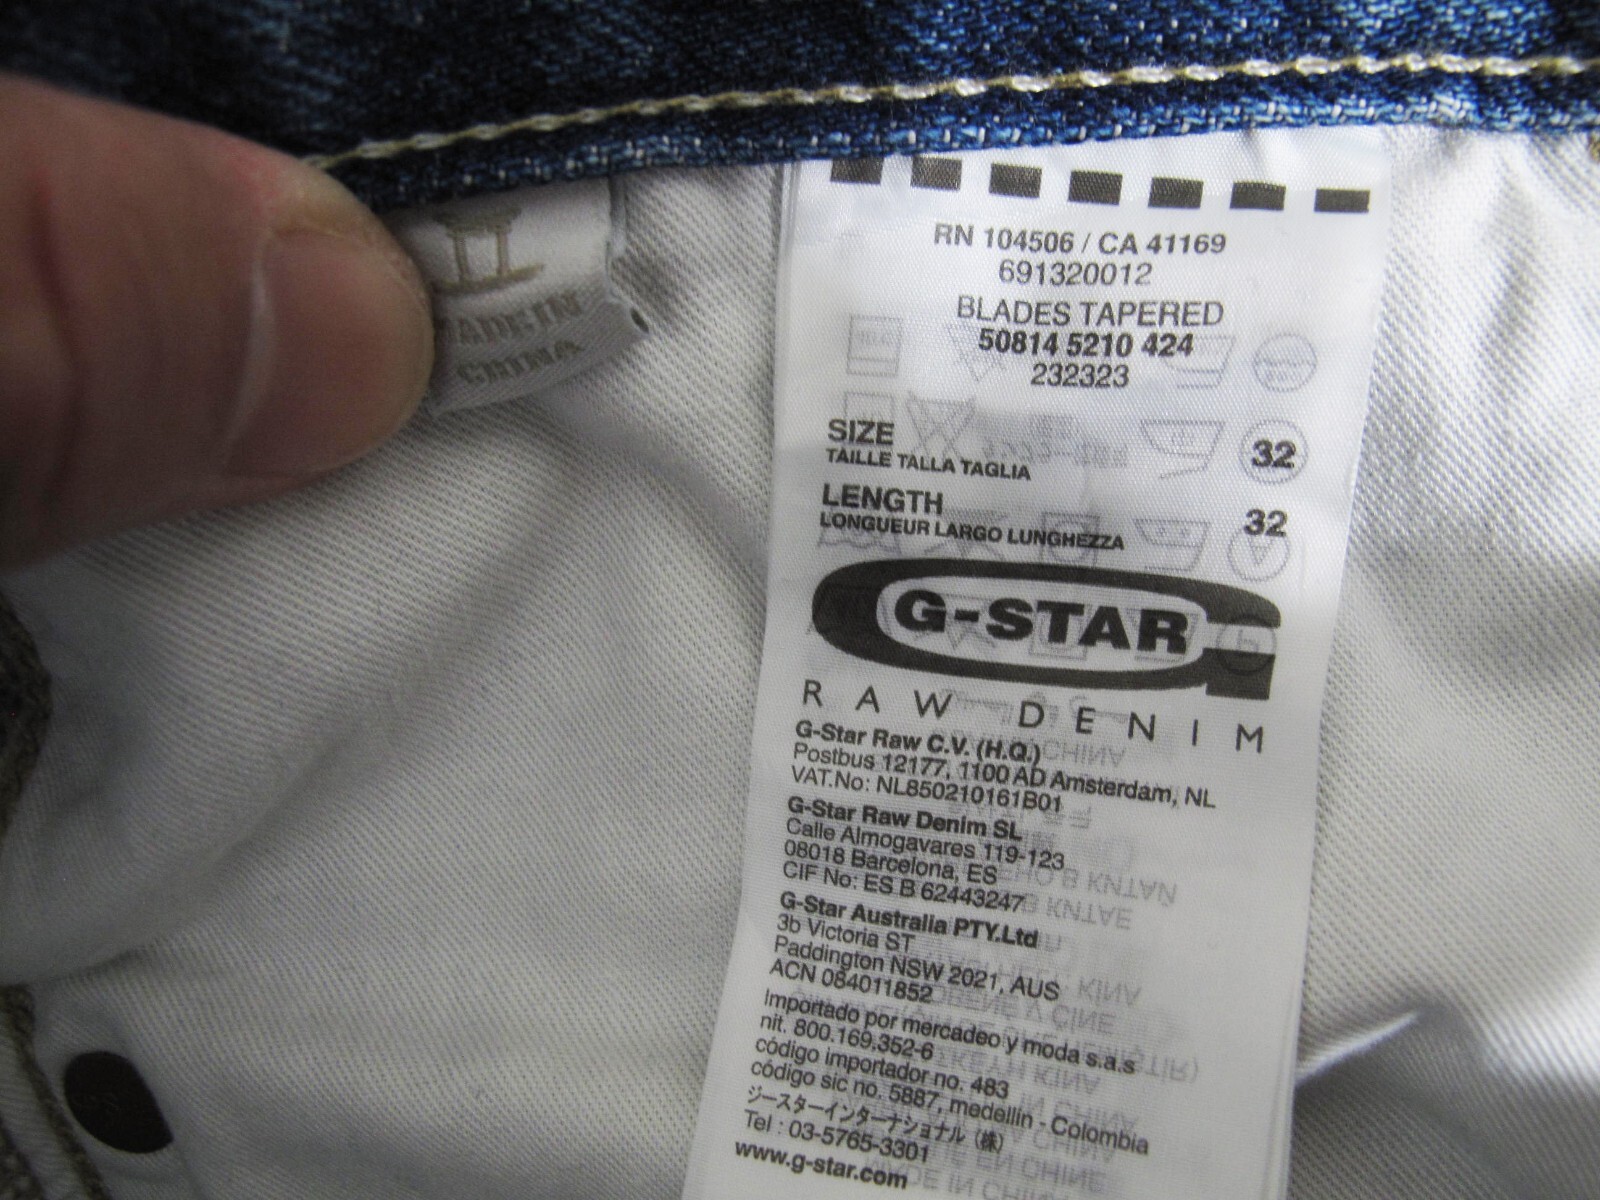 MADE IN
CHINA
RN 104506 / CA 41169
691320012
BLADES TAPERED
50814 5210 424
232323
SIZE 32
TAILLE TALLA TAGLIA
LENGTH 32
LONGUEUR LARGO LUNGHEZZA
G-STAR
RAW DENIM
G-Star Raw C.V. (H.Q.)
Postbus 12177, 1100 AD Amsterdam, NL
VAT.No: NL850210161B01
G-Star Raw Denim SL
Calle Almogavares 119-123
08018 Barcelona, ES
CIF No: ES B 62443247
G-Star Australia PTY.Ltd
3b Victoria ST
Paddington NSW 2021, AUS
ACN 084011852
Importado por mercadeo y moda s.a.s
nit. 800.169.352-6
código importador no. 483
código sic no. 5887, medellin - Colombia
ジースターインターナショナル（株）
Tel : 03-5765-3301
www.g-star.com